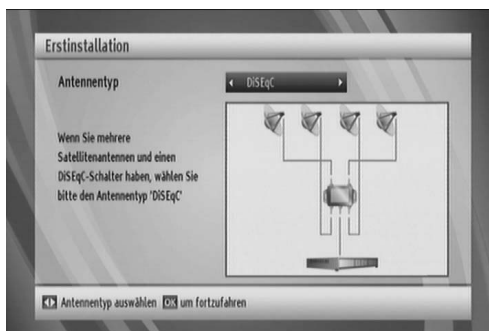 Erstinstallation
Antennentyp
DiSEqC
Wenn Sie mehrere
Satellitenantennen und einen
DiSEqC-Schalter haben, wählen Sie
bitte den Antennentyp 'DiSEqC'
Antennentyp auswählen OK um fortzufahren